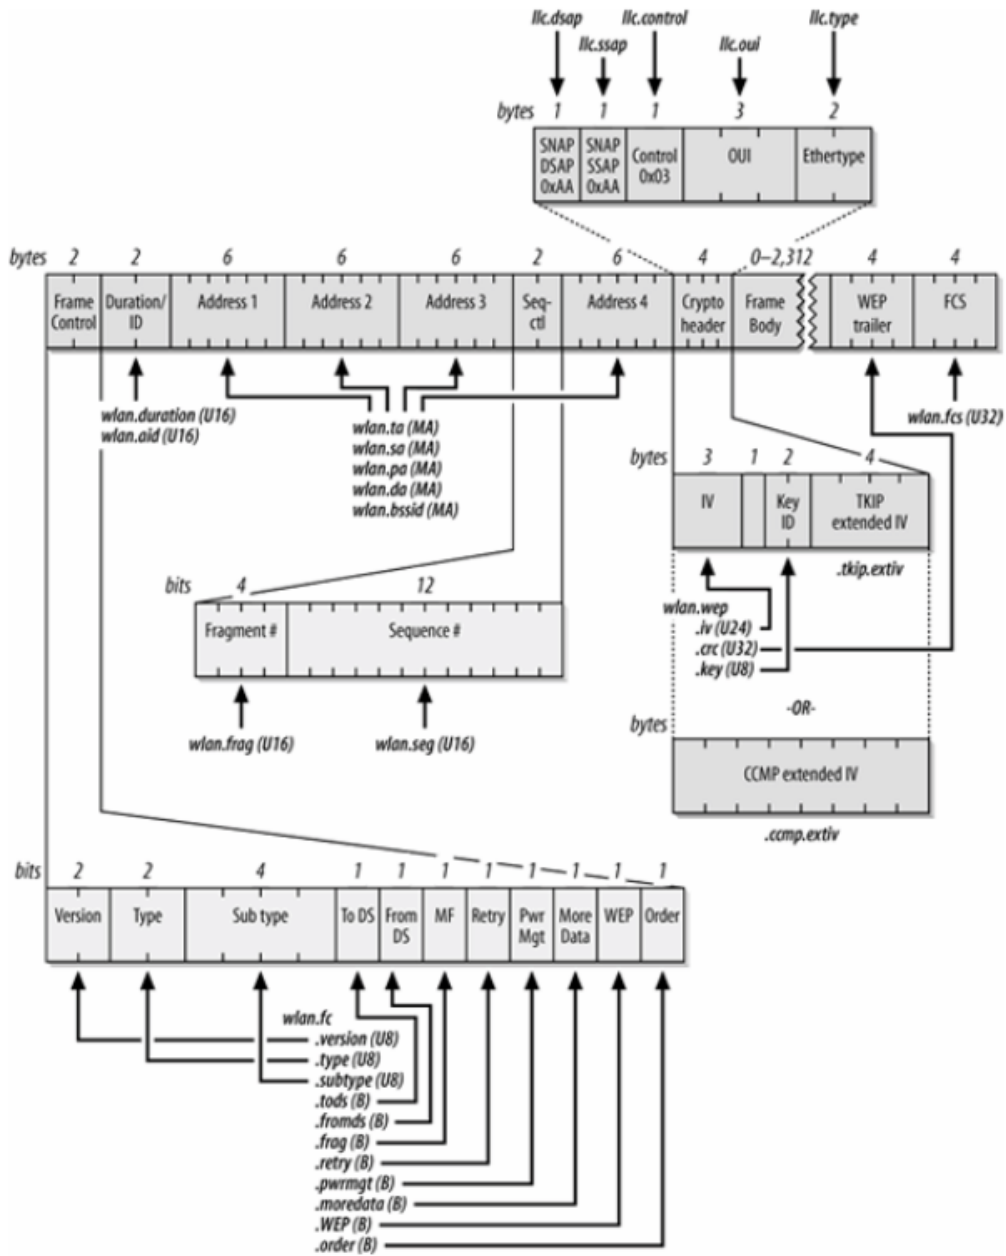 llc.dsap llc.control llc.type
llc.ssap llc.oui
bytes 1 1 1 3 2
SNAP DSAP 0xAA
SNAP SSAP 0xAA
Control 0x03
OUI
Ethertype
bytes 2 2 6 6 6 2 6 4 0–2,312 4 4
Frame Control
Duration/ ID
Address 1
Address 2
Address 3
Seq- ctl
Address 4
Crypto header
Frame Body
WEP trailer
FCS
wlan.duration (U16)
wlan.aid (U16)
wlan.ta (MA)
wlan.sa (MA)
wlan.pa (MA)
wlan.da (MA)
wlan.bssid (MA)
wlan.fcs (U32)
bytes 3 1 2 4
IV
Key ID
TKIP extended IV
.tkip.extiv
wlan.wep
.iv (U24)
.crc (U32)
.key (U8)
-OR-
bytes
CCMP extended IV
.ccmp.extiv
bits 4 12
Fragment #
Sequence #
wlan.frag (U16)
wlan.seg (U16)
bits 2 2 4 1 1 1 1 1 1 1 1
Version
Type
Sub type
To DS
From DS
MF
Retry
Pwr Mgt
More Data
WEP
Order
wlan.fc
.version (U8)
.type (U8)
.subtype (U8)
.tods (B)
.fromds (B)
.frag (B)
.retry (B)
.pwrmgt (B)
.moredata (B)
.WEP (B)
.order (B)